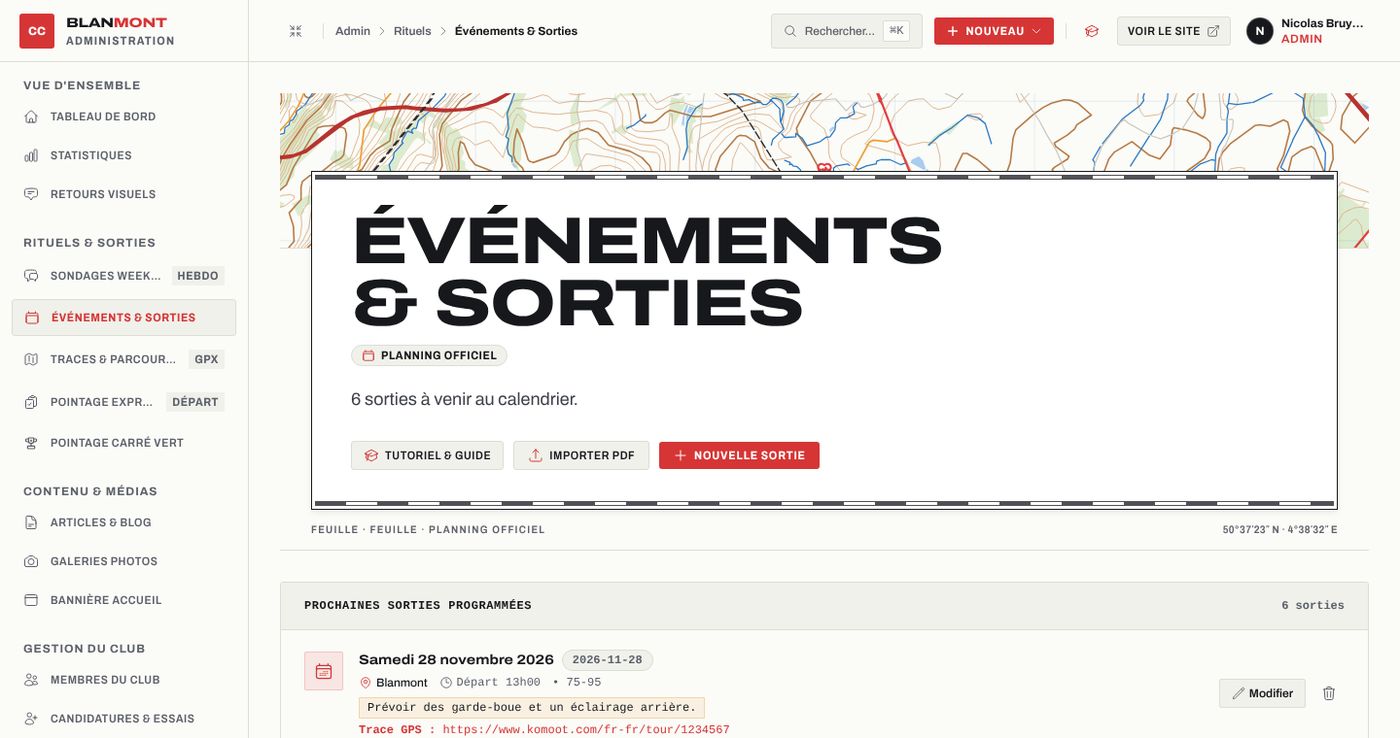 CC
BLANMONT
ADMINISTRATION
Admin
Rituels
Événements & Sorties
Rechercher...
⌘K
NOUVEAU
VOIR LE SITE
N
Nicolas Bruy...
ADMIN
VUE D'ENSEMBLE
TABLEAU DE BORD
STATISTIQUES
RETOURS VISUELS
RITUELS & SORTIES
SONDAGES WEEK...
HEBDO
ÉVÉNEMENTS & SORTIES
TRACES & PARCOUR...
GPX
POINTAGE EXPR...
DÉPART
POINTAGE CARRÉ VERT
CONTENU & MÉDIAS
ARTICLES & BLOG
GALERIES PHOTOS
BANNIÈRE ACCUEIL
GESTION DU CLUB
MEMBRES DU CLUB
CANDIDATURES & ESSAIS
ÉVÉNEMENTS
& SORTIES
PLANNING OFFICIEL
6 sorties à venir au calendrier.
TUTORIEL & GUIDE
IMPORTER PDF
NOUVELLE SORTIE
FEUILLE · FEUILLE · PLANNING OFFICIEL
50°37′23″ N · 4°38′32″ E
PROCHAINES SORTIES PROGRAMMÉES
6 sorties
Samedi 28 novembre 2026
2026-11-28
Blanmont
Départ 13h00
• 75-95
Prévoir des garde-boue et un éclairage arrière.
Trace GPS : https://www.komoot.com/fr-fr/tour/1234567
Modifier